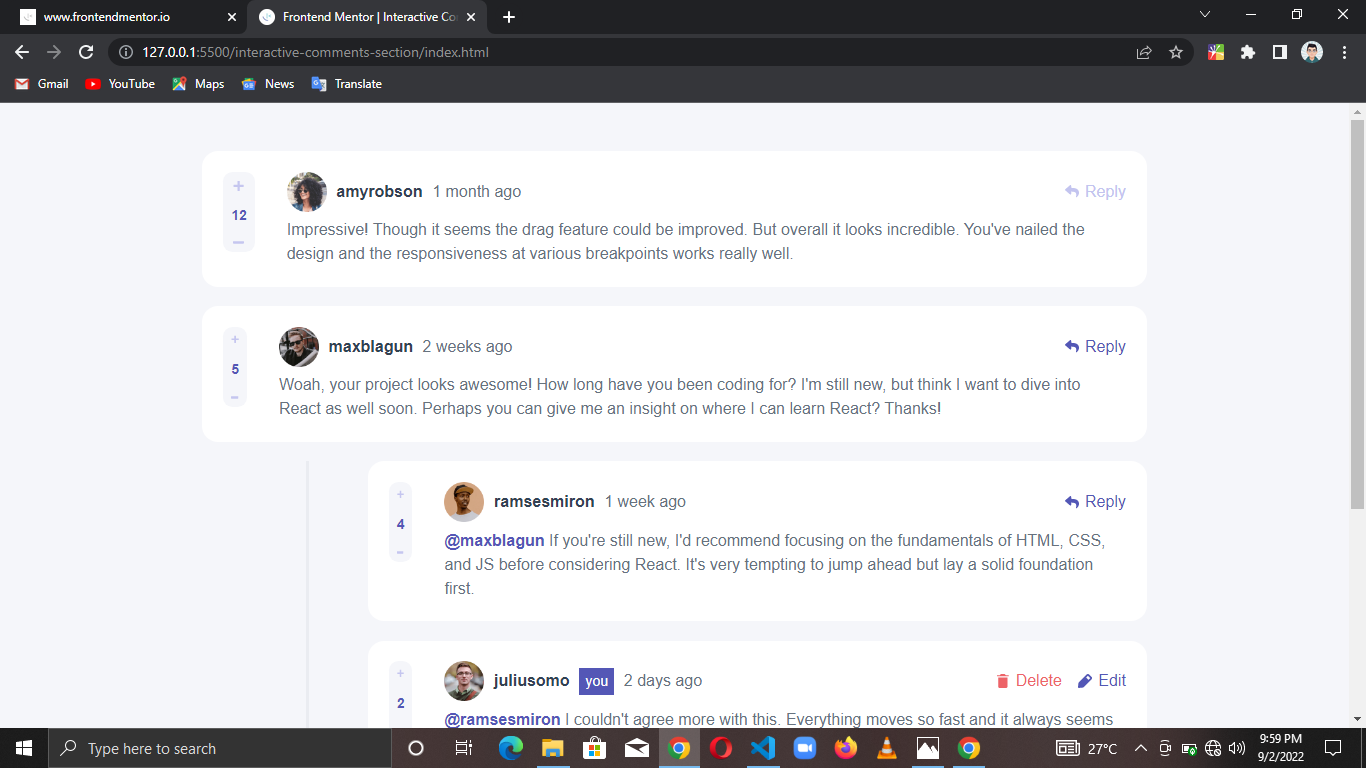 www.frontendmentor.io
Frontend Mentor | Interactive Co
127.0.0.1:5500/interactive-comments-section/index.html
Gmail YouTube Maps News Translate
+
12
−
amyrobson 1 month ago Reply
Impressive! Though it seems the drag feature could be improved. But overall it looks incredible. You've nailed the
design and the responsiveness at various breakpoints works really well.
+
5
−
maxblagun 2 weeks ago Reply
Woah, your project looks awesome! How long have you been coding for? I'm still new, but think I want to dive into
React as well soon. Perhaps you can give me an insight on where I can learn React? Thanks!
+
4
−
ramsesmiron 1 week ago Reply
@maxblagun If you're still new, I'd recommend focusing on the fundamentals of HTML, CSS,
and JS before considering React. It's very tempting to jump ahead but lay a solid foundation
first.
+
2
juliusomo you 2 days ago Delete Edit
@ramsesmiron I couldn't agree more with this. Everything moves so fast and it always seems
Type here to search
27°C
9:59 PM
9/2/2022